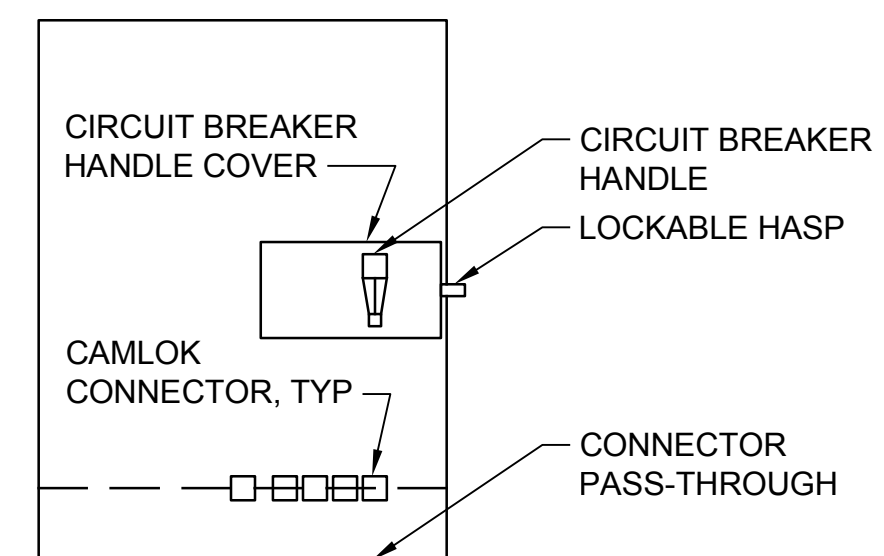 CIRCUIT BREAKER
HANDLE COVER
CIRCUIT BREAKER
HANDLE
LOCKABLE HASP
CAMLOK
CONNECTOR, TYP
CONNECTOR
PASS-THROUGH